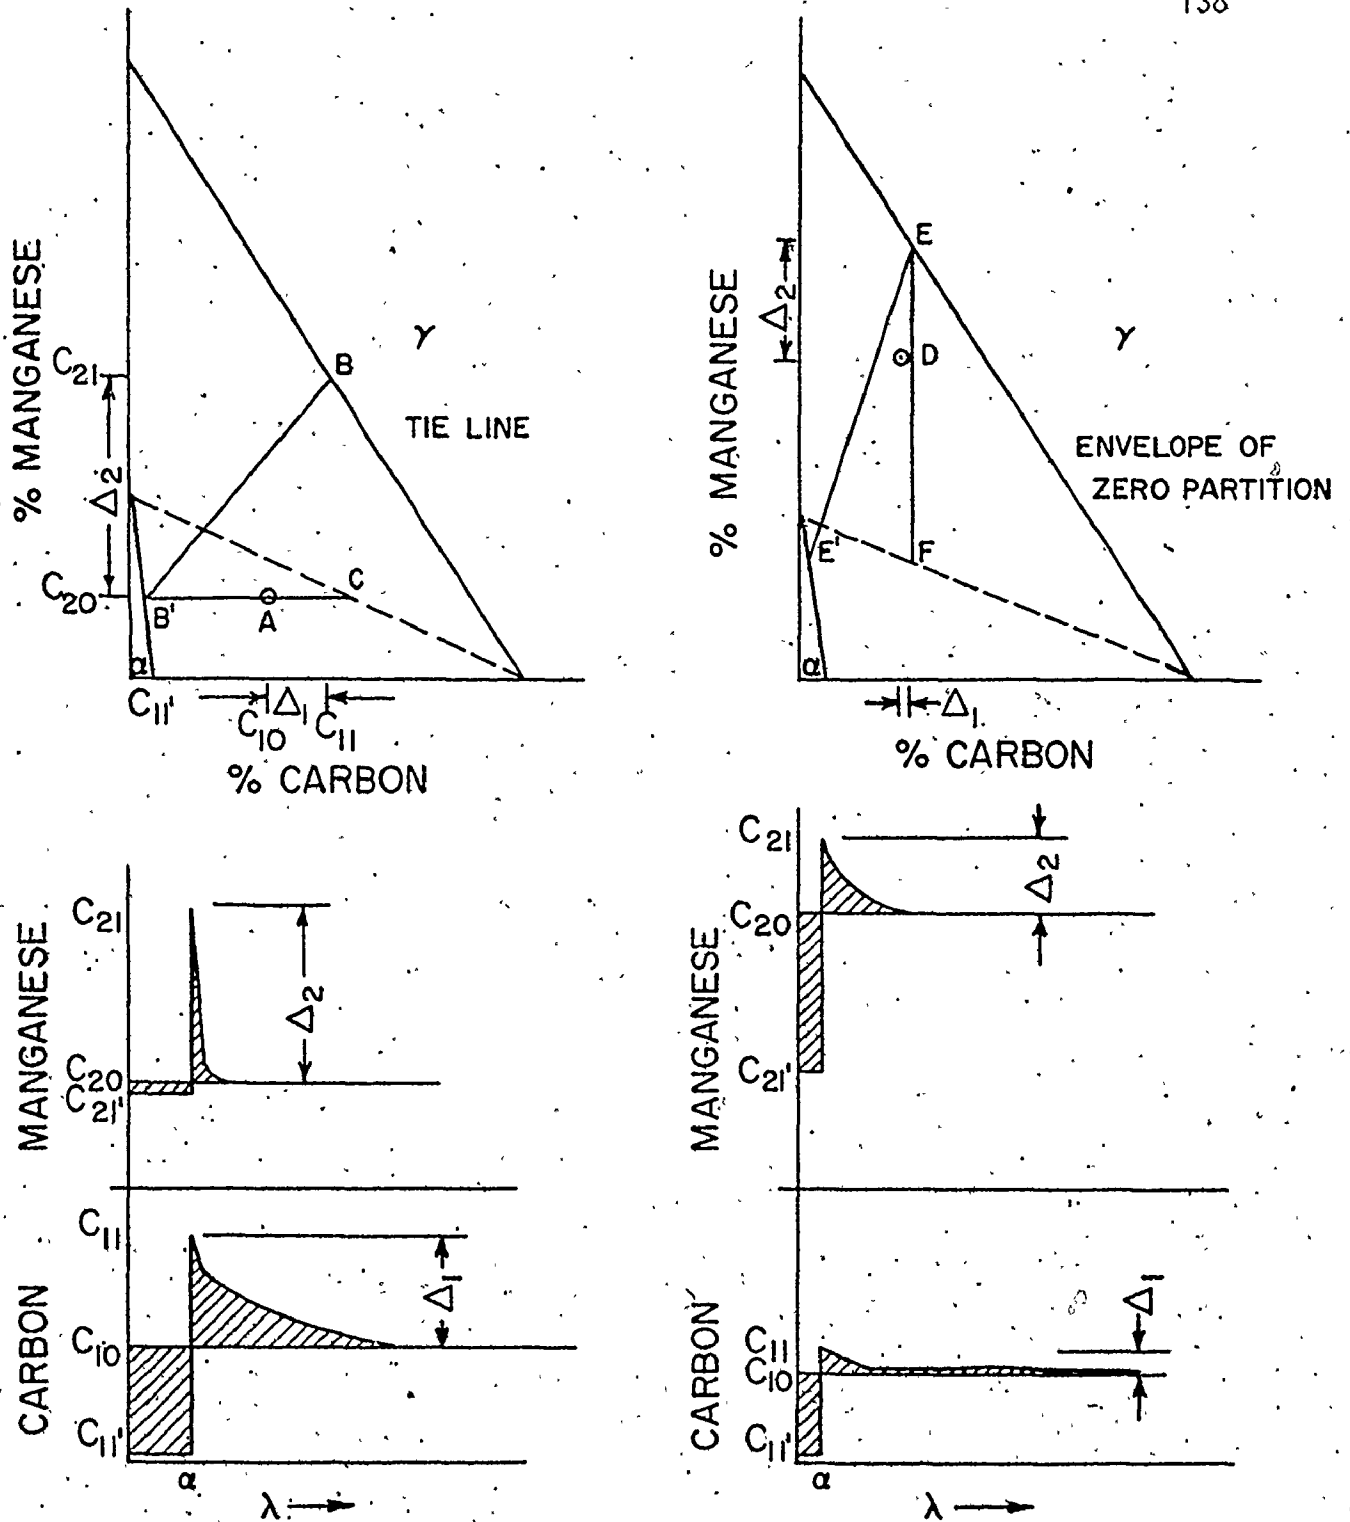 138
% MANGANESE
C21
Δ2
C20
B
γ
TIE LINE
B'
A
C
α
C11'
Δ1
C10
C11
% CARBON
% MANGANESE
Δ2
E
D
γ
ENVELOPE OF
ZERO PARTITION
E'
F
α
Δ1
% CARBON
MANGANESE
C21
C20
C21'
Δ2
CARBON
C11
C10
C11'
Δ1
α
λ
MANGANESE
C21
C20
C21'
Δ2
CARBON
C11
C10
C11'
Δ1
α
λ